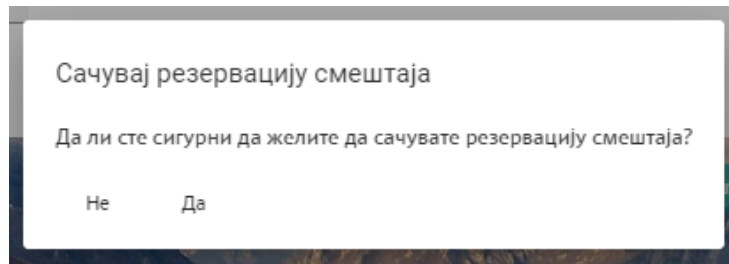 Сачувај резервацију смештаја
Да ли сте сигурни да желите да сачувате резервацију смештаја?
Не Да